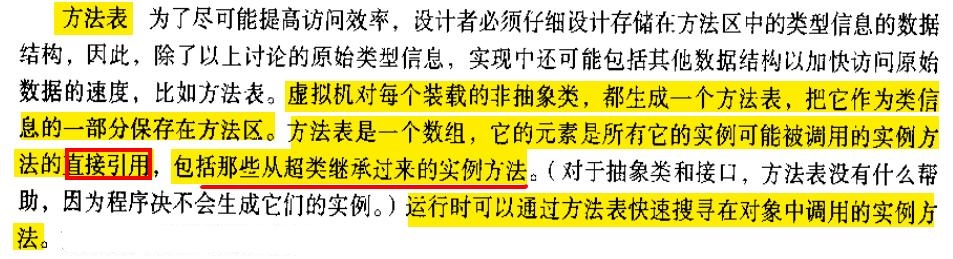 方法表 为了尽可能提高访问效率，设计者必须仔细设计存储在方法区中的类型信息的数据
结构，因此，除了以上讨论的原始类型信息，实现中还可能包括其他数据结构以加快访问原始
数据的速度，比如方法表。虚拟机对每个装载的非抽象类，都生成一个方法表，把它作为类信
息的一部分保存在方法区。方法表是一个数组，它的元素是所有它的实例可能被调用的实例方
法的直接引用，包括那些从超类继承过来的实例方法。（对于抽象类和接口，方法表没有什么帮
助，因为程序决不会生成它们的实例。）运行时可以通过方法表快速搜寻在对象中调用的实例方
法。